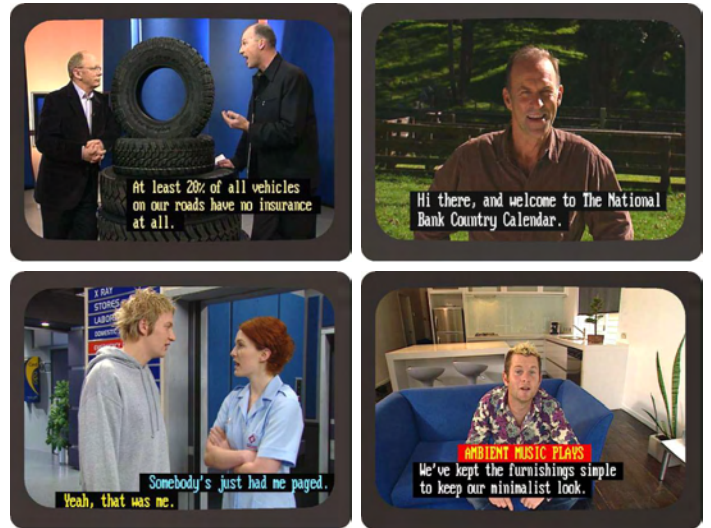 At least 20% of all vehicles
on our roads have no insurance
at all.
Hi there, and welcome to The National
Bank Country Calendar.
X RAY
STORES
Somebody's just had me paged.
Yeah, that was me.
AMBIENT MUSIC PLAYS
We've kept the furnishings simple
to keep our minimalist look.